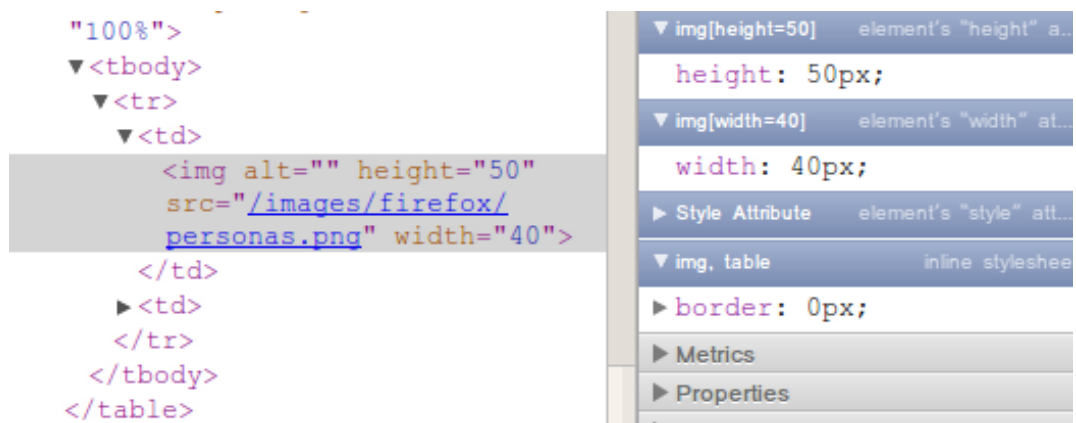 "100%">
▼<tbody>
▼<tr>
▼<td>
<img alt="" height="50"
src="/images/firefox/
personas.png" width="40">
</td>
▶<td>
</tr>
</tbody>
</table>
▼ img[height=50] element's "height" a...
height: 50px;
▼ img[width=40] element's "width" at...
width: 40px;
▶ Style Attribute element's "style" att...
▼ img, table inline styleshee
▶ border: 0px;
▶ Metrics
▶ Properties